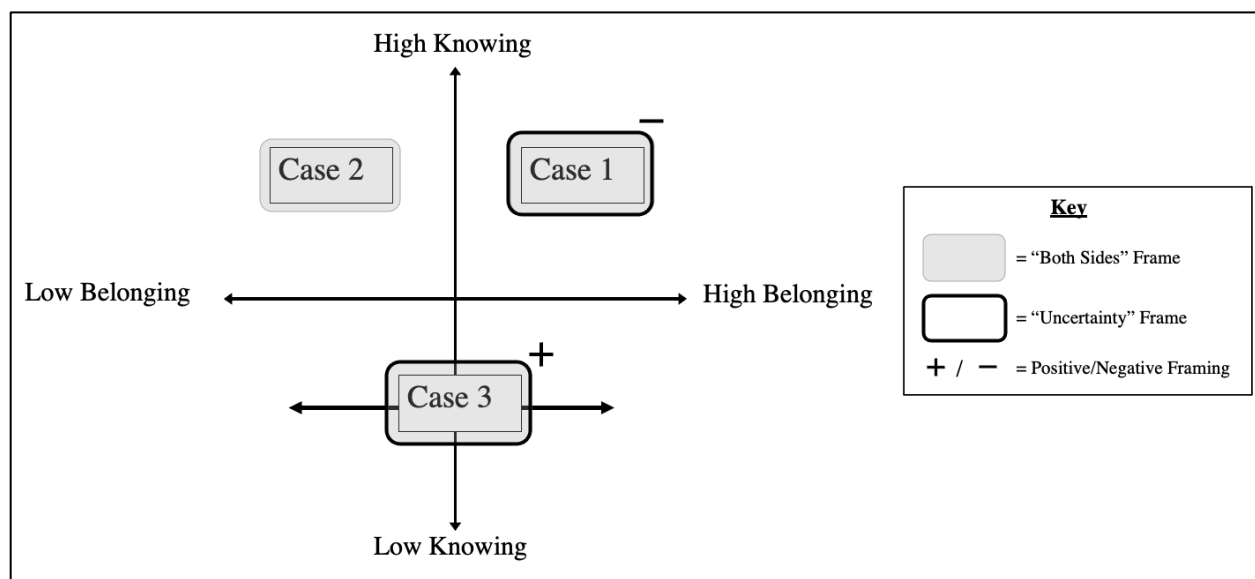 High Knowing
−
Case 2
Case 1
Key
= “Both Sides” Frame
Low Belonging
High Belonging
= “Uncertainty” Frame
+
+ / − = Positive/Negative Framing
Case 3
Low Knowing